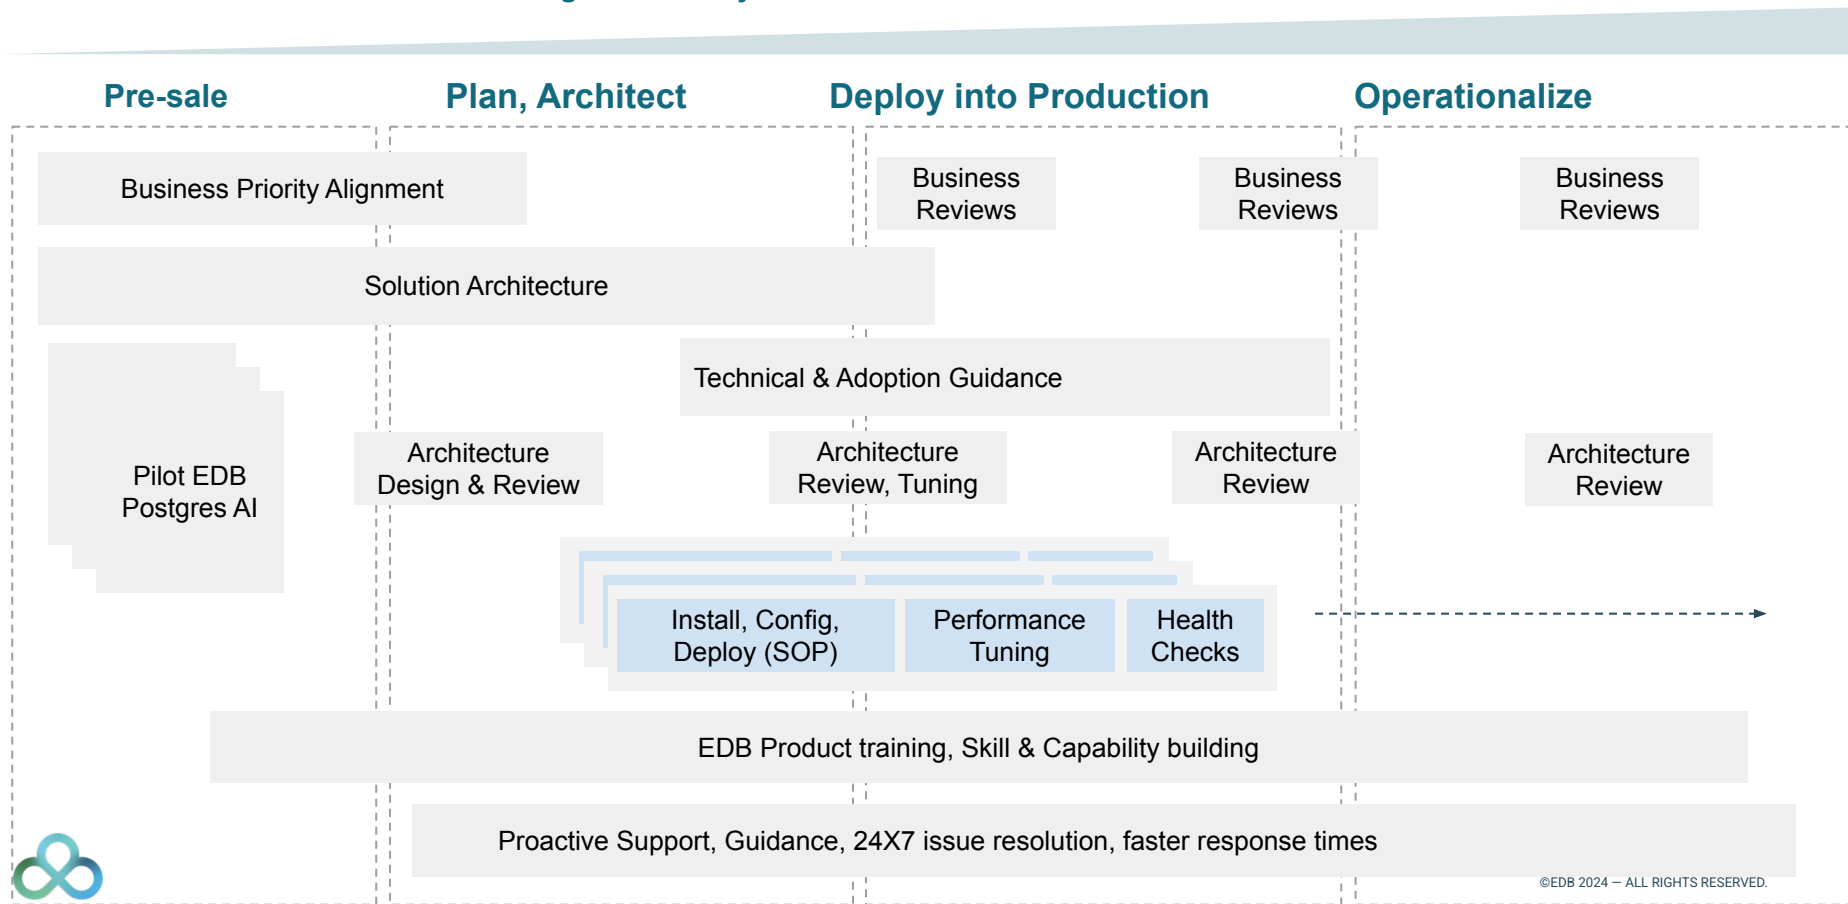 Pre-sale
Plan, Architect
Deploy into Production
Operationalize
Business Priority Alignment
Business
Reviews
Business
Reviews
Business
Reviews
Solution Architecture
Technical & Adoption Guidance
Pilot EDB
Postgres AI
Architecture
Design & Review
Architecture
Review, Tuning
Architecture
Review
Architecture
Review
Install, Config,
Deploy (SOP)
Performance
Tuning
Health
Checks
EDB Product training, Skill & Capability building
Proactive Support, Guidance, 24X7 issue resolution, faster response times
©EDB 2024 — ALL RIGHTS RESERVED.